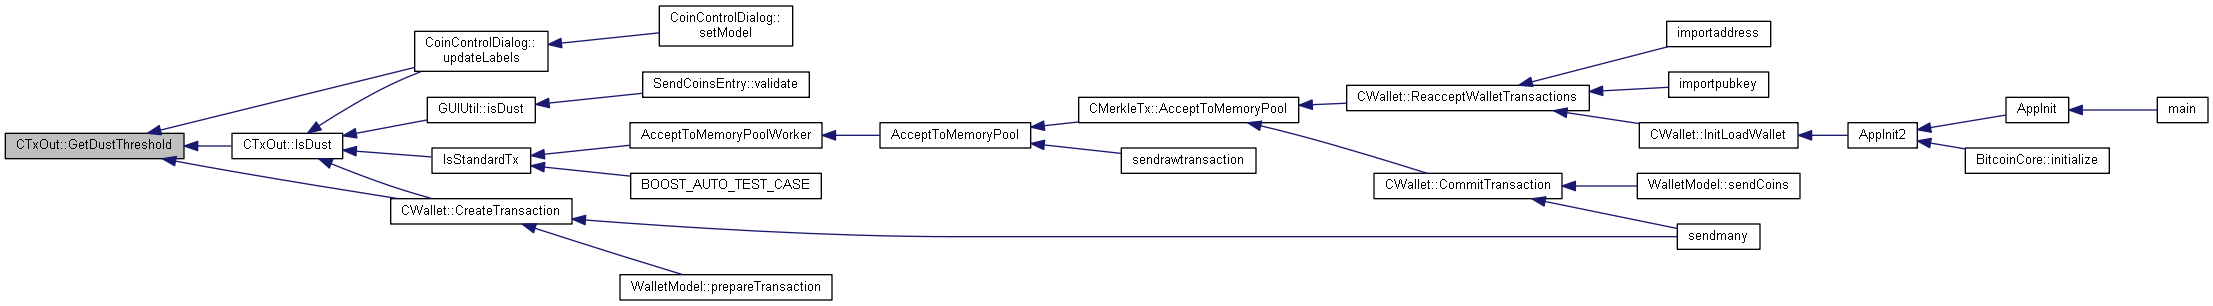 CoinControlDialog::
setModel
CoinControlDialog::
updateLabels
importaddress
SendCoinsEntry::validate
importpubkey
GUIUtil::isDust
CMerkleTx::AcceptToMemoryPool
CWallet::ReacceptWalletTransactions
AppInit
main
CTxOut::GetDustThreshold
CTxOut::IsDust
AcceptToMemoryPoolWorker
AcceptToMemoryPool
CWallet::InitLoadWallet
AppInit2
IsStandardTx
sendrawtransaction
BitcoinCore::initialize
BOOST_AUTO_TEST_CASE
CWallet::CommitTransaction
WalletModel::sendCoins
CWallet::CreateTransaction
sendmany
WalletModel::prepareTransaction